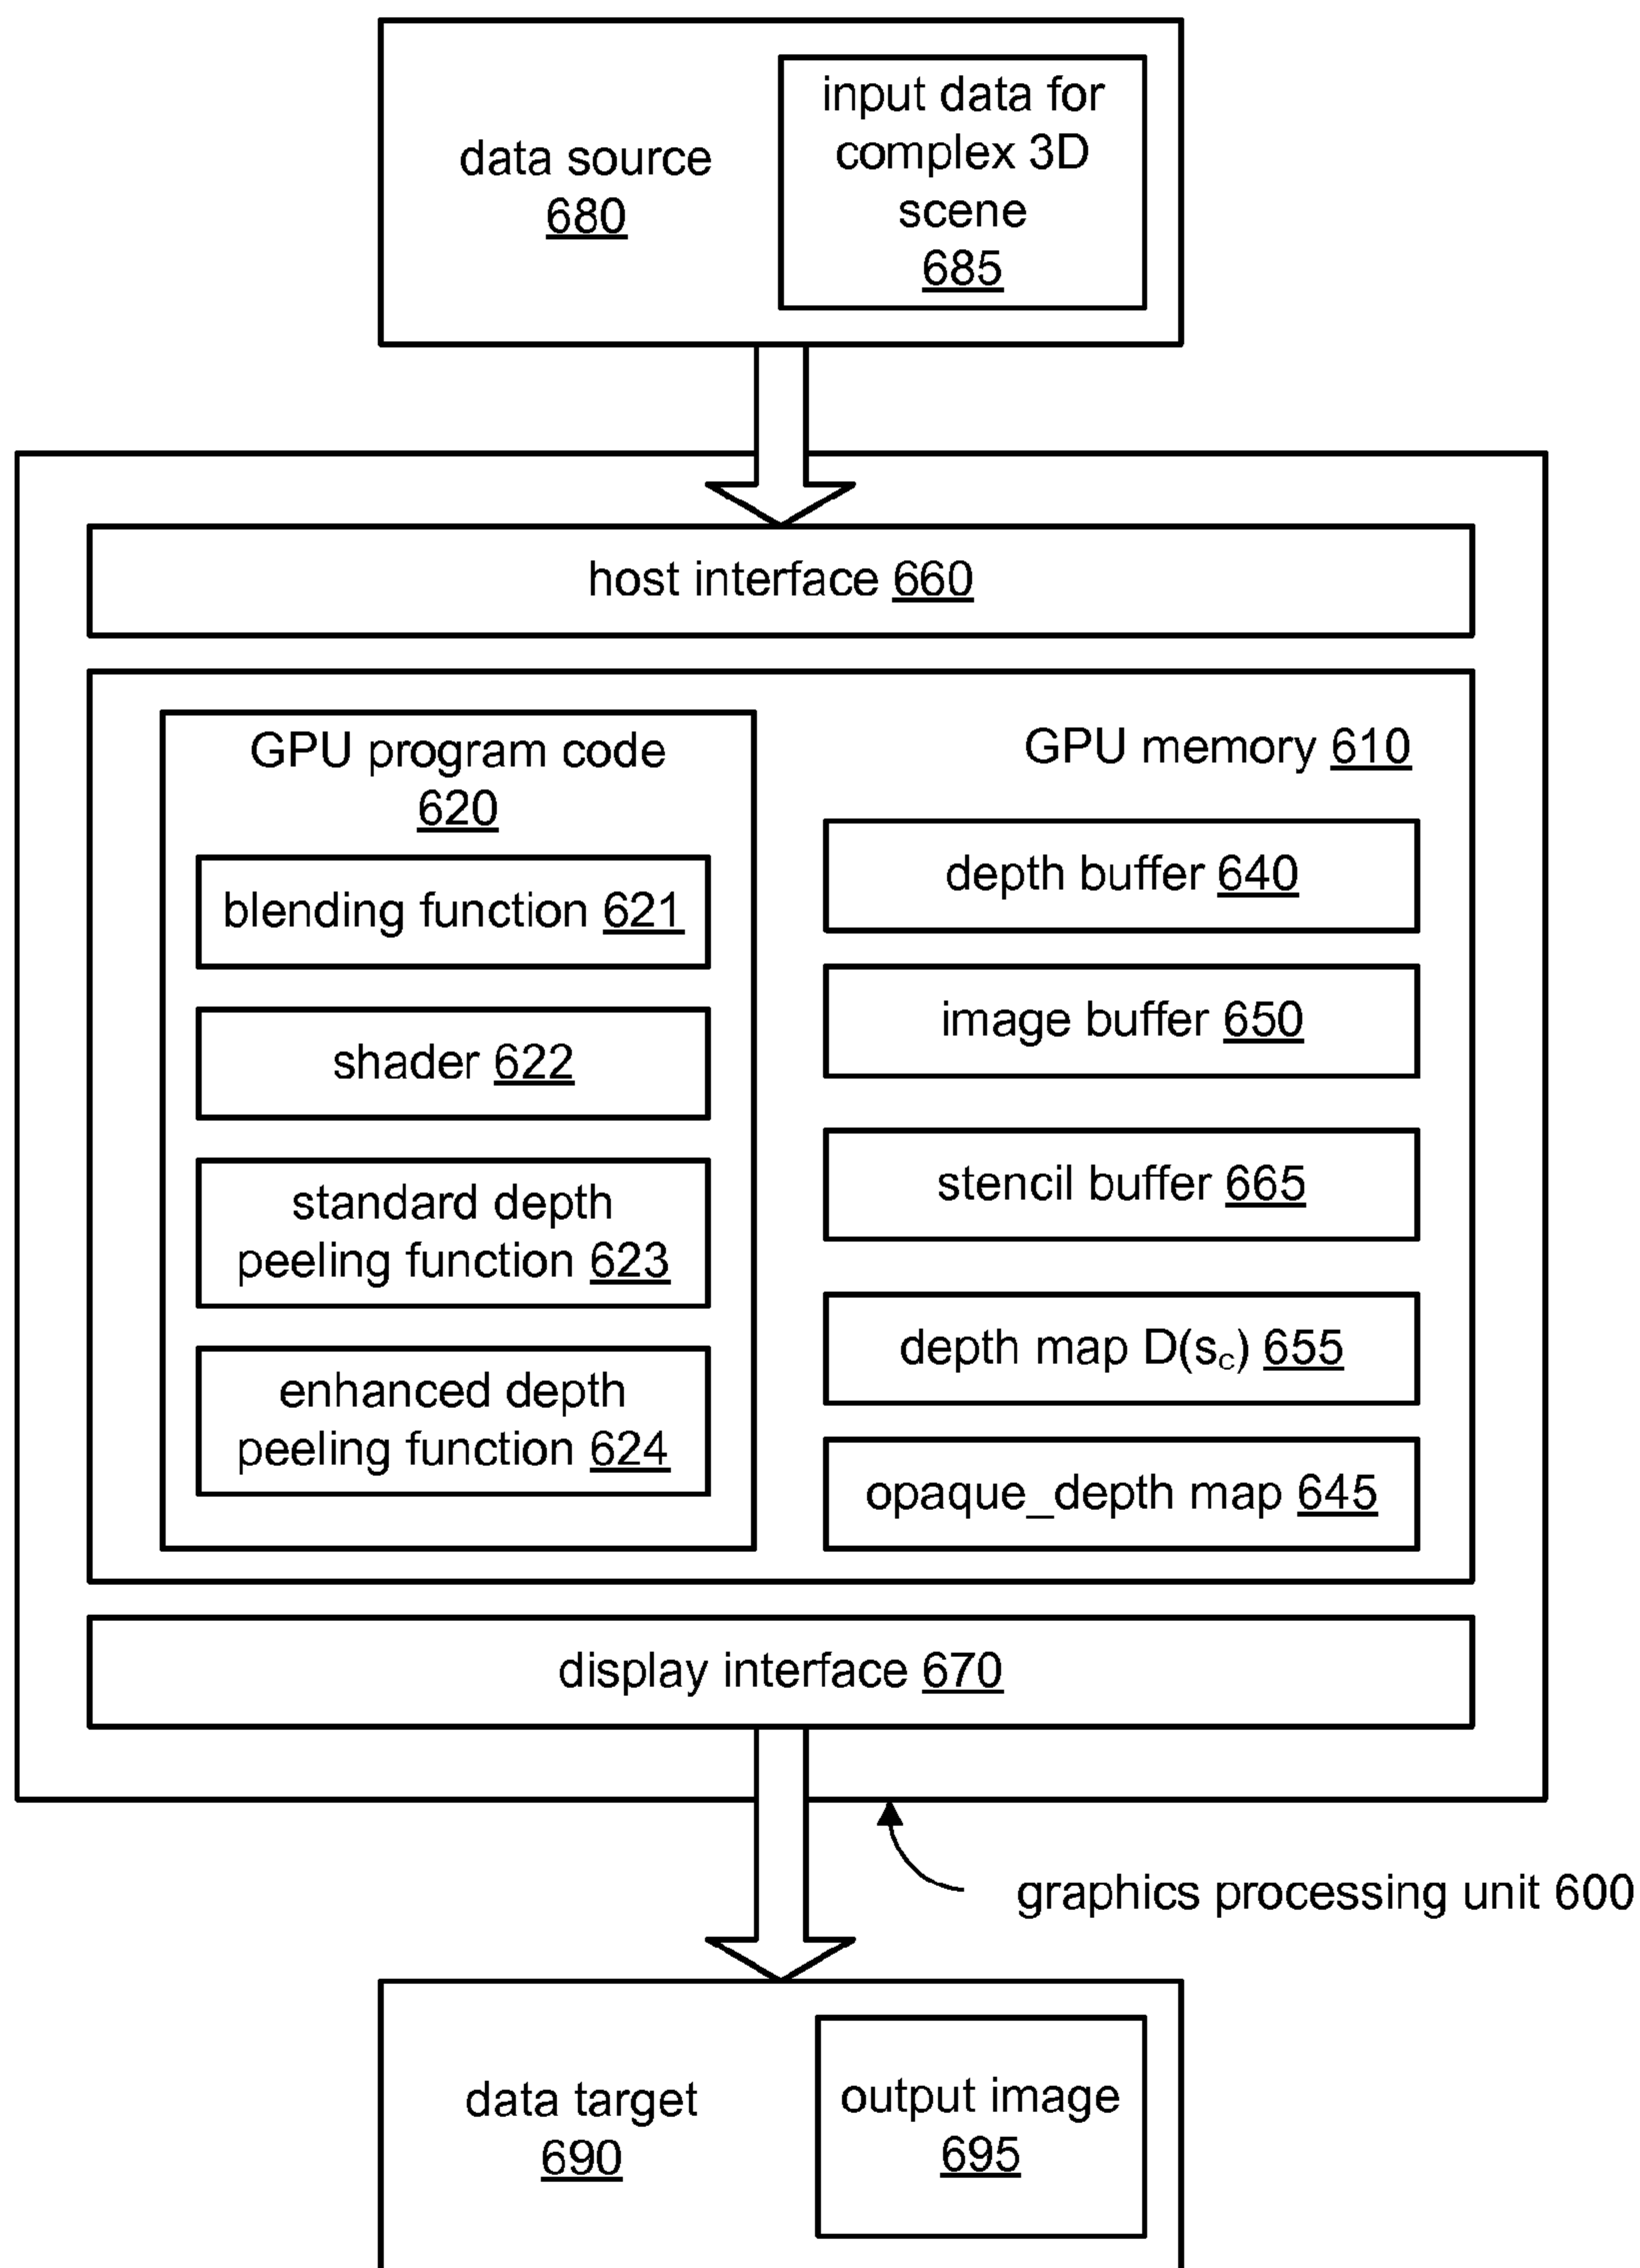 data source
680
input data for
complex 3D
scene
685
host interface 660
GPU program code
620
blending function 621
shader 622
standard depth
peeling function 623
enhanced depth
peeling function 624
GPU memory 610
depth buffer 640
image buffer 650
stencil buffer 665
depth map D(sc) 655
opaque_depth map 645
display interface 670
graphics processing unit 600
data target
690
output image
695